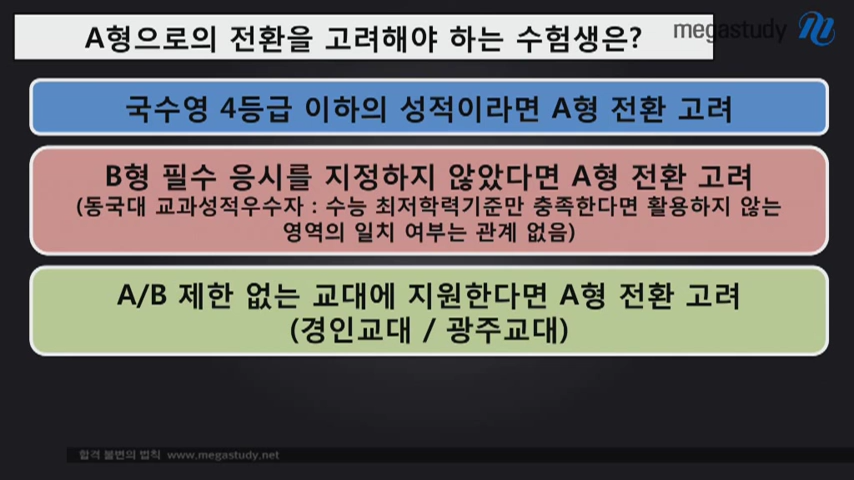 A형으로의 전환을 고려해야 하는 수험생은?
megastudy
국수영 4등급 이하의 성적이라면 A형 전환 고려
B형 필수 응시를 지정하지 않았다면 A형 전환 고려
(동국대 교과성적우수자 : 수능 최저학력기준만 충족한다면 활용하지 않는
영역의 일치 여부는 관계 없음)
A/B 제한 없는 교대에 지원한다면 A형 전환 고려
(경인교대 / 광주교대)
합격 불변의 법칙 www.megastudy.net